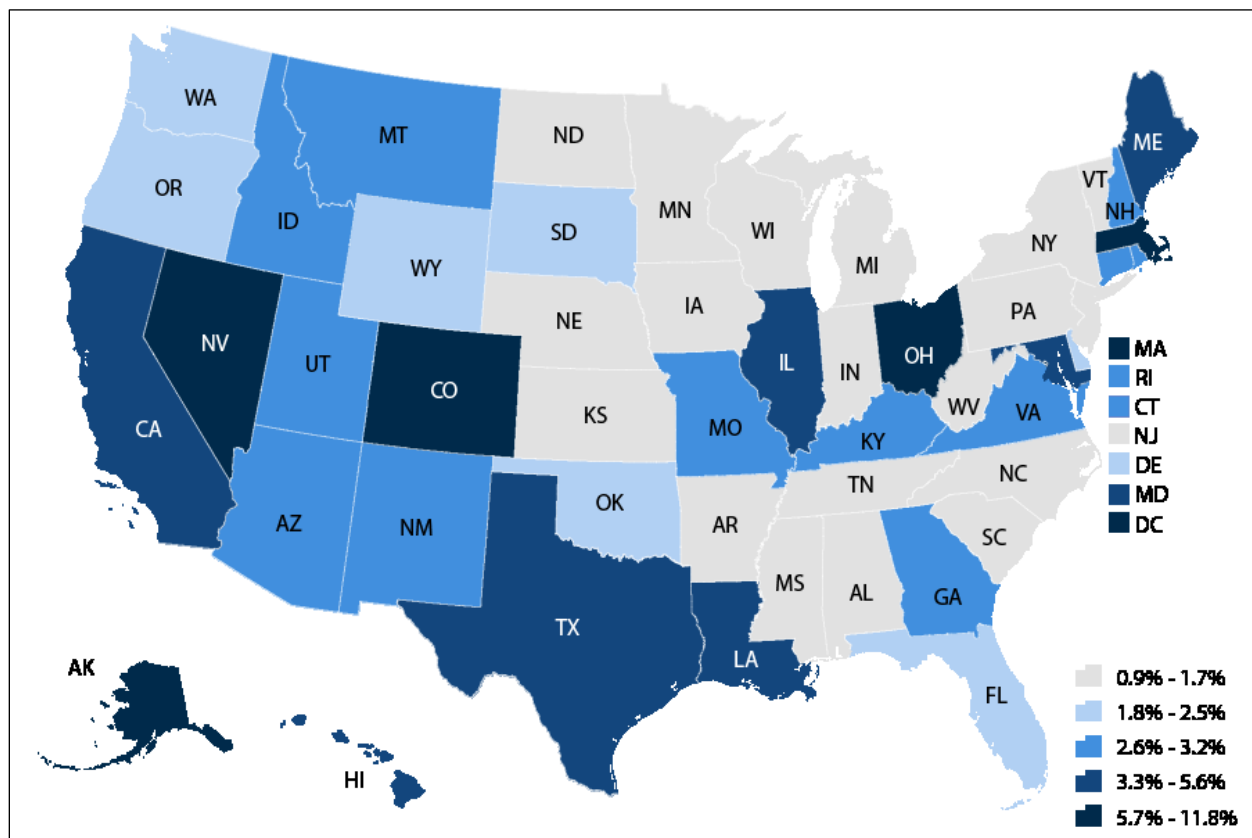 WA
MT
ND
ME
VT
OR
ID
MN
NH
SD
WI
NY
WY
MI
IA
PA
NE
NV
OH
MA
UT
IL
IN
CO
RI
CA
WV
VA
CT
KS
MO
KY
NJ
TN
NC
DE
OK
AZ
NM
AR
MD
SC
DC
MS
AL
GA
TX
LA
AK
FL
HI
0.9% - 1.7%
1.8% - 2.5%
2.6% - 3.2%
3.3% - 5.6%
5.7% - 11.8%